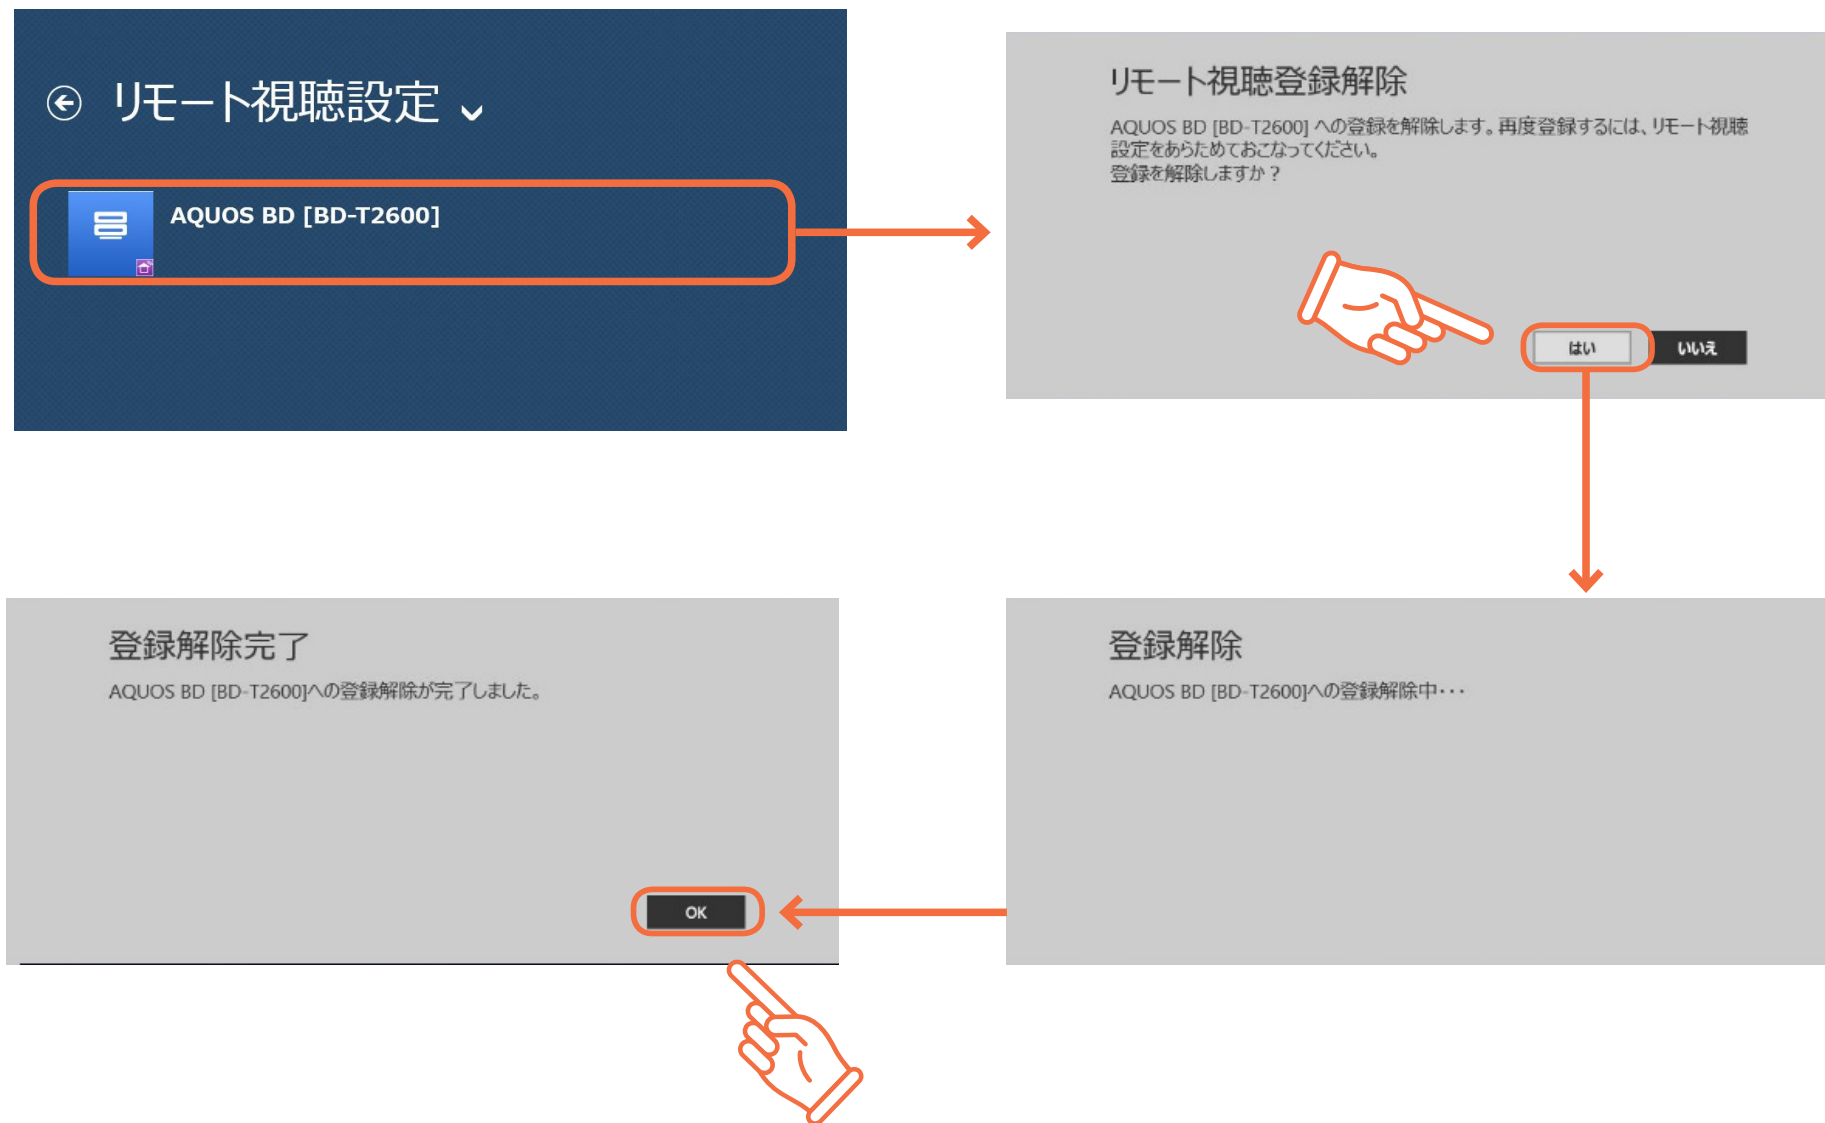 リモート視聴設定
AQUOS BD [BD-T2600]
リモート視聴登録解除
AQUOS BD [BD-T2600] への登録を解除します。再度登録するには、リモート視聴
設定をあらためておこなってください。
登録を解除しますか？
はい
いいえ
登録解除
AQUOS BD [BD-T2600]への登録解除中・・・
登録解除完了
AQUOS BD [BD-T2600]への登録解除が完了しました。
OK